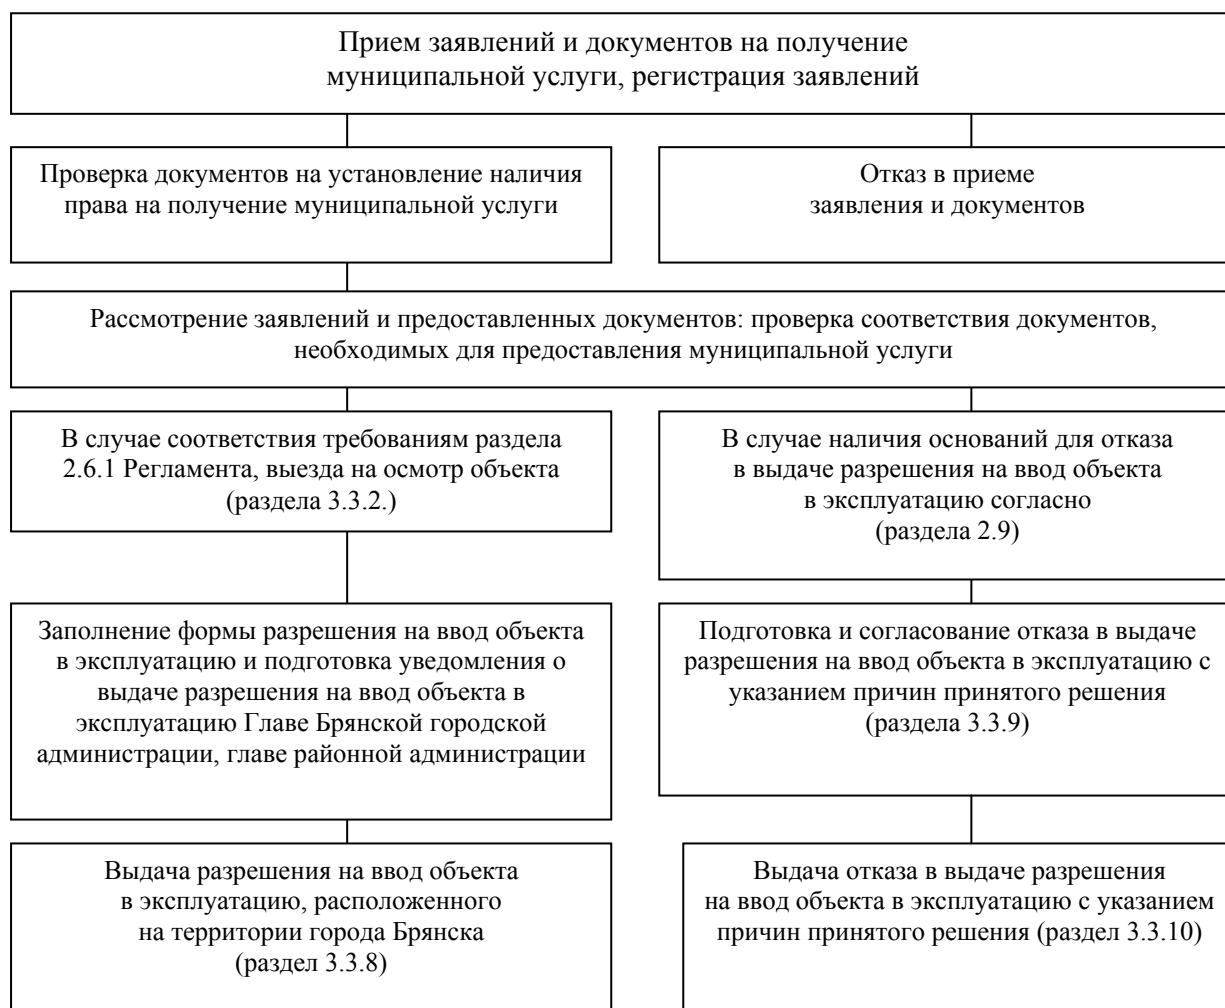 Прием заявлений и документов на получение
муниципальной услуги, регистрация заявлений
Проверка документов на установление наличия
права на получение муниципальной услуги
Отказ в приеме
заявления и документов
Рассмотрение заявлений и предоставленных документов: проверка соответствия документов,
необходимых для предоставления муниципальной услуги
В случае соответствия требованиям раздела
2.6.1 Регламента, выезда на осмотр объекта
(раздела 3.3.2.)
В случае наличия оснований для отказа
в выдаче разрешения на ввод объекта
в эксплуатацию согласно
(раздела 2.9)
Заполнение формы разрешения на ввод объекта
в эксплуатацию и подготовка уведомления о
выдаче разрешения на ввод объекта в
эксплуатацию Главе Брянской городской
администрации, главе районной администрации
Подготовка и согласование отказа в выдаче
разрешения на ввод объекта в эксплуатацию с
указанием причин принятого решения
(раздела 3.3.9)
Выдача разрешения на ввод объекта
в эксплуатацию, расположенного
на территории города Брянска
(раздел 3.3.8)
Выдача отказа в выдаче разрешения
на ввод объекта в эксплуатацию с указанием
причин принятого решения (раздел 3.3.10)